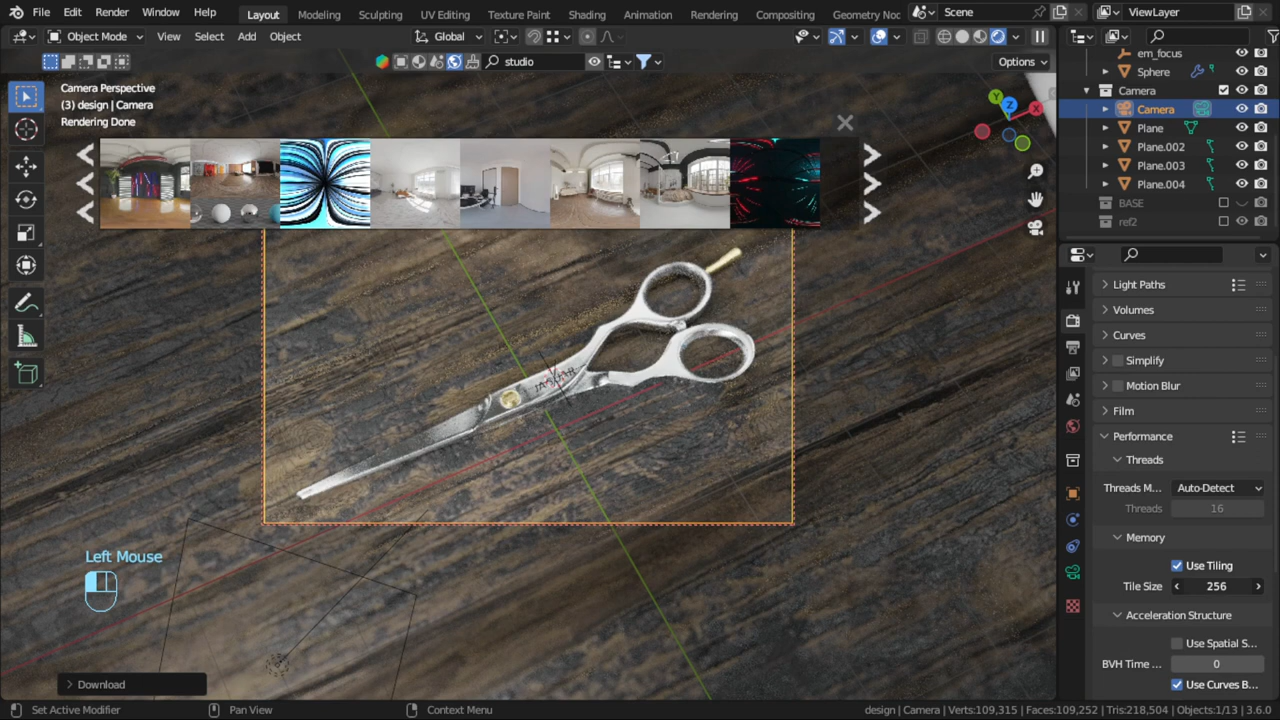 File Edit Render Window Help Layout Modeling Sculpting UV Editing Texture Paint Shading Animation Rendering Compositing Geometry Noc Scene ViewLayer
Object Mode View Select Add Object Global
studio Options
Camera Perspective
(3) design | Camera
Rendering Done
em_focus
Sphere
Camera
Camera
Plane
Plane.002
Plane.003
Plane.004
BASE
ref2
Z
Y
X
JAGUAR
Light Paths
Volumes
Curves
Simplify
Motion Blur
Film
Performance
Threads
Threads M... Auto-Detect
Threads 16
Memory
Use Tiling
Tile Size 256
Acceleration Structure
Use Spatial S...
BVH Time ... 0
Use Curves B...
Left Mouse
Download
Set Active Modifier Pan View Context Menu design | Camera | Verts:109,315 | Faces:109,252 | Tris:218,504 | Objects:1/13 | 3.6.0